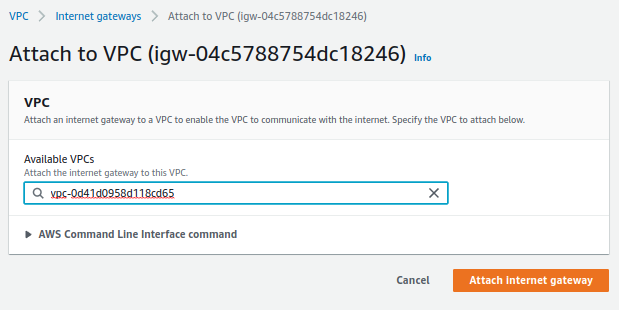 VPC > Internet gateways > Attach to VPC (igw-04c5788754dc18246)
Attach to VPC (igw-04c5788754dc18246) Info
VPC
Attach an internet gateway to a VPC to enable the VPC to communicate with the internet. Specify the VPC to attach below.
Available VPCs
Attach the internet gateway to this VPC.
vpc-0d41d0958d118cd65
AWS Command Line Interface command
Cancel Attach internet gateway